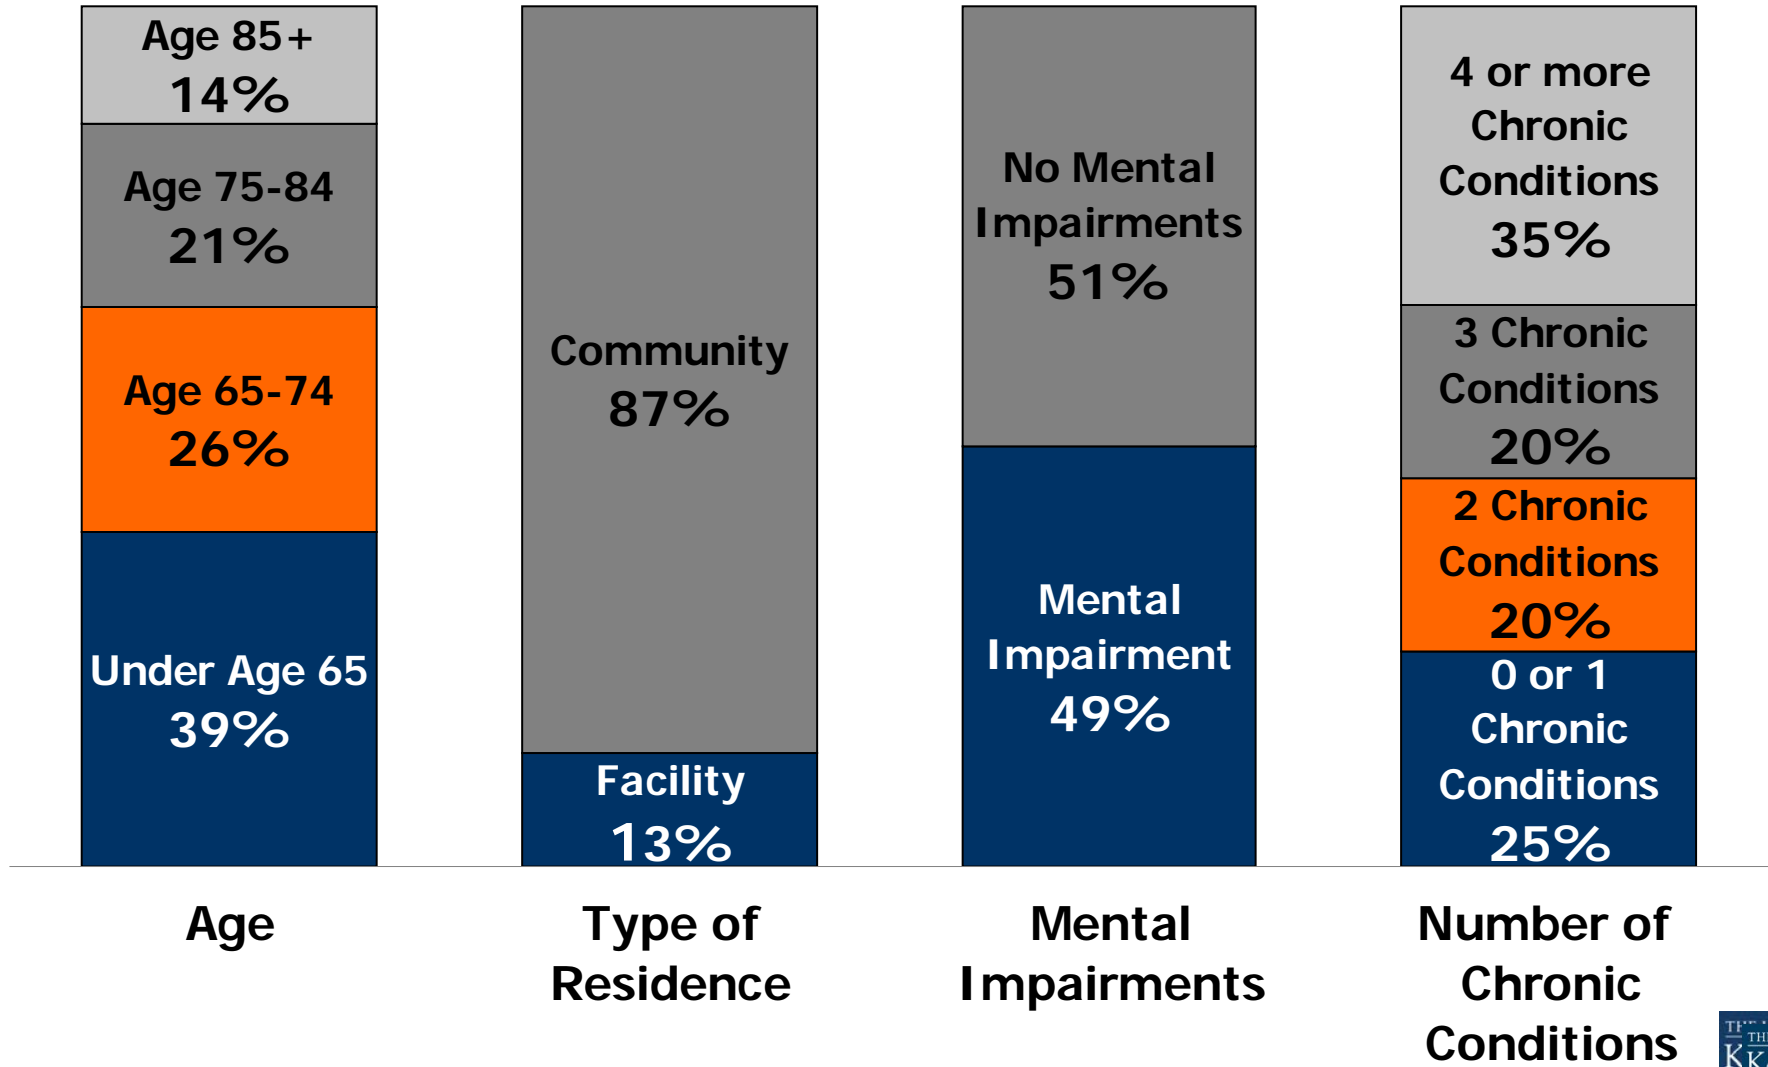 Age 85+
14%
Age 75-84
21%
Age 65-74
26%
Under Age 65
39%
Community
87%
Facility
13%
No Mental
Impairments
51%
Mental
Impairment
49%
4 or more
Chronic
Conditions
35%
3 Chronic
Conditions
20%
2 Chronic
Conditions
20%
0 or 1
Chronic
Conditions
25%
Age
Type of
Residence
Mental
Impairments
Number of
Chronic
Conditions